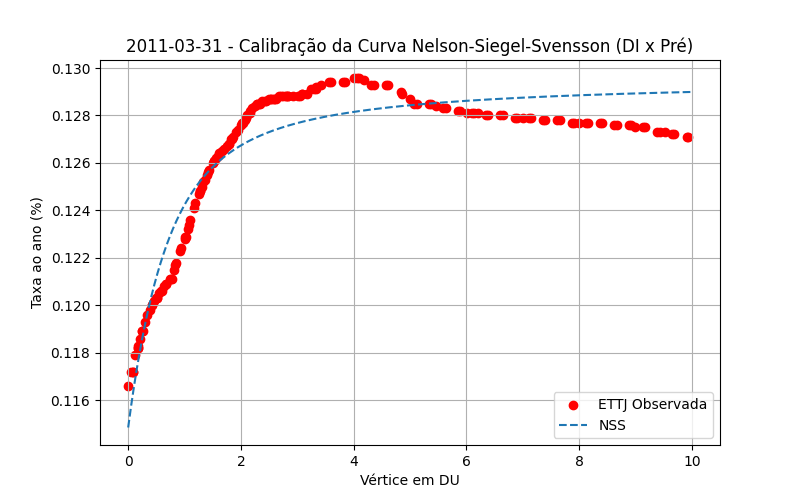 2011-03-31 - Calibração da Curva Nelson-Siegel-Svensson (DI x Pré)
Taxa ao ano (%)
0.130
0.128
0.126
0.124
0.122
0.120
0.118
0.116
ETTJ Observada
NSS
0 2 4 6 8 10
Vértice em DU